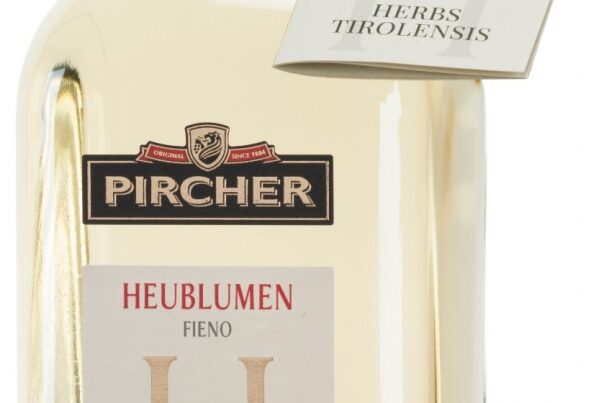 HERBS
TIROLENSIS
ORIGINAL SINCE 1884
PIRCHER
HEUBLUMEN
FIENO
H